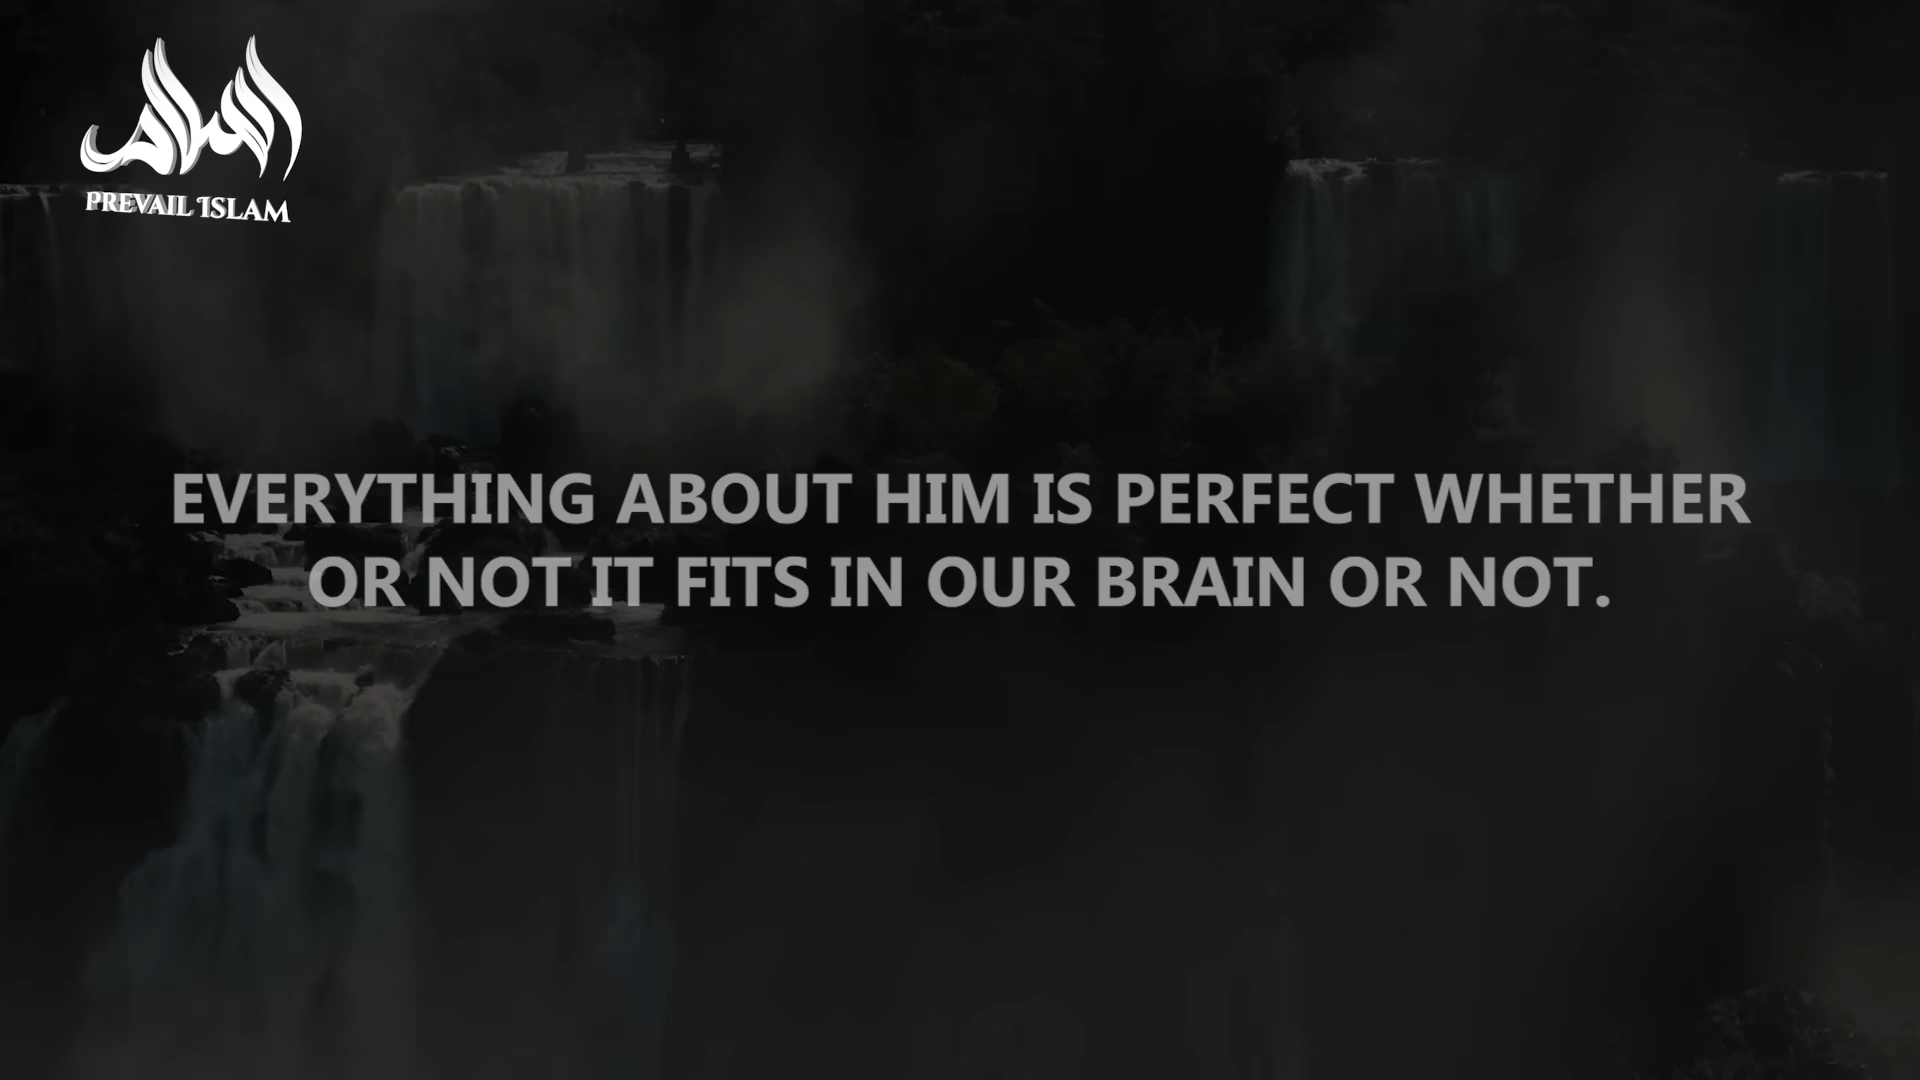 PREVAIL ISLAM
EVERYTHING ABOUT HIM IS PERFECT WHETHER
OR NOT IT FITS IN OUR BRAIN OR NOT.